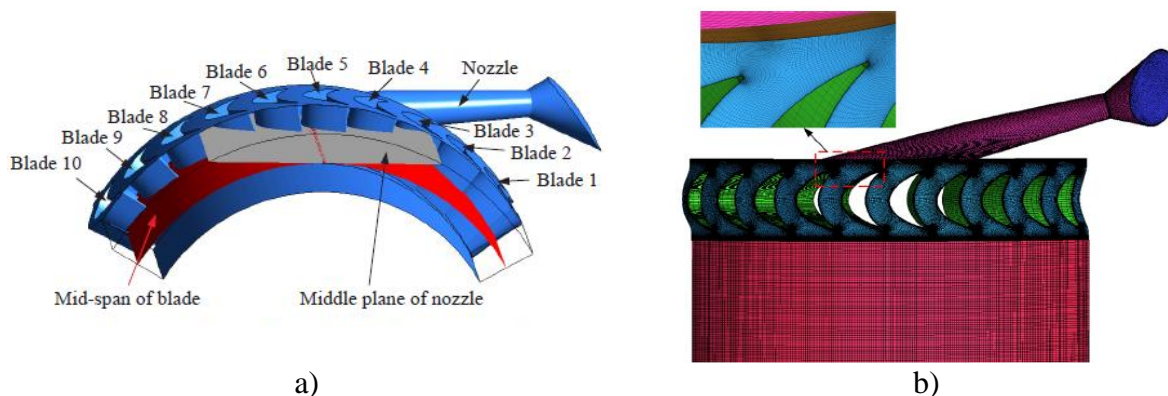 Blade 5
Blade 6
Blade 4
Nozzle
Blade 7
Blade 8
Blade 3
Blade 9
Blade 2
Blade 10
Blade 1
Mid-span of blade
Middle plane of nozzle
a)
b)